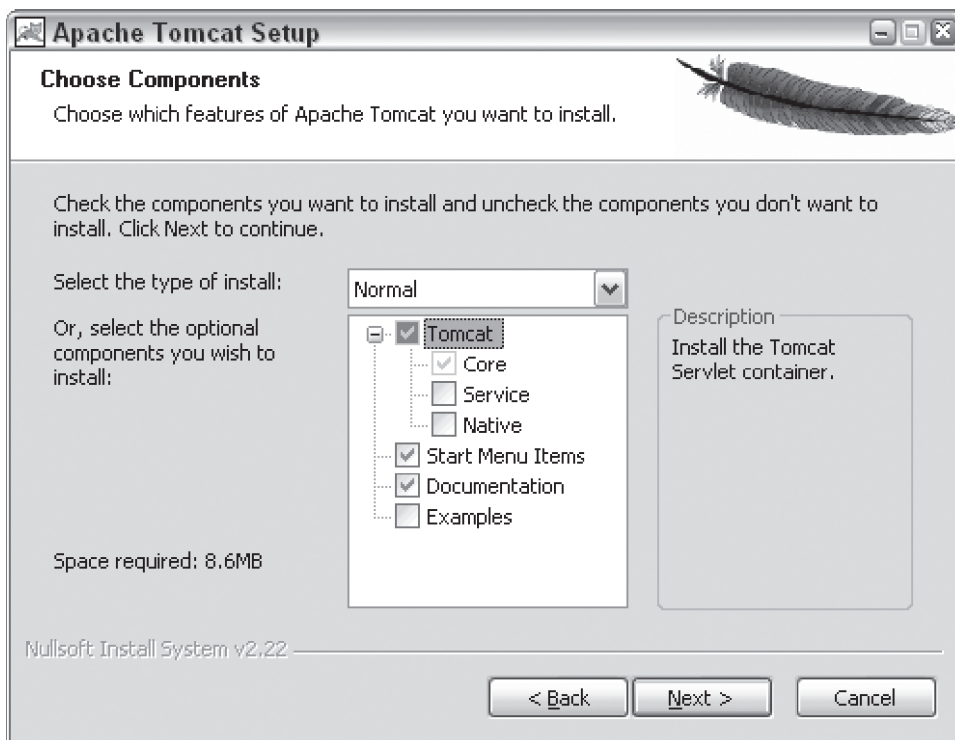 Apache Tomcat Setup
Choose Components
Choose which features of Apache Tomcat you want to install.
Check the components you want to install and uncheck the components you don't want to
install. Click Next to continue.
Select the type of install:
Normal
Or, select the optional
components you wish to
install:
Tomcat
Core
Service
Native
Start Menu Items
Documentation
Examples
Description
Install the Tomcat
Servlet container.
Space required: 8.6MB
Nullsoft Install System v2.22
< Back
Next >
Cancel